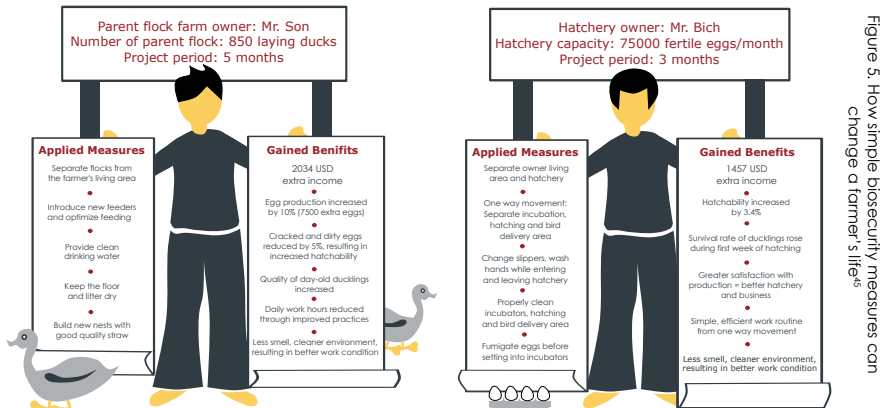 Parent flock farm owner: Mr. Son
Number of parent flock: 850 laying ducks
Project period: 5 months
Applied Measures
Separate flocks from
the farmer's living area
Introduce new feeders
and optimize feeding
Provide clean
drinking water
Keep the floor
and litter dry
Build new nests with
good quality straw
Gained Benefits
2034 USD
extra income
Egg production increased
by 10% (7500 extra eggs)
Cracked and dirty eggs
reduced by 5%, resulting in
increased hatchability
Quality of day-old ducklings
increased
Daily work hours reduced
through improved practices
Less smell, cleaner environment,
resulting in better work condition
Hatchery owner: Mr. Bich
Hatchery capacity: 75000 fertile eggs/month
Project period: 3 months
Applied Measures
Separate owner living
area and hatchery
One way movement:
Separate incubation,
hatching and bird
delivery area
Change slippers, wash
hands while entering
and leaving hatchery
Properly clean
incubators, hatching
and bird delivery area
Fumigate eggs before
setting into incubators
Gained Benefits
1457 USD
extra income
Hatchability increased
by 3.4%
Survival rate of ducklings rose
during first week of hatching
Greater satisfaction with
production = better hatchery
and business
Simple, efficient work routine
from one way movement
Less smell, cleaner environment,
resulting in better work condition
Figure 5. How simple biosecurity measures can
change a farmer's life45